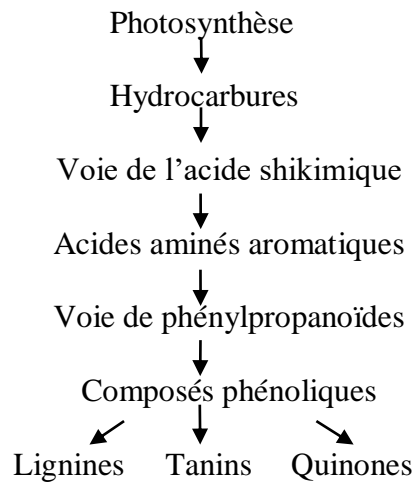 Photosynthèse
Hydrocarbures
Voie de l’acide shikimique
Acides aminés aromatiques
Voie de phénylpropanoïdes
Composés phénoliques
Lignines Tanins Quinones